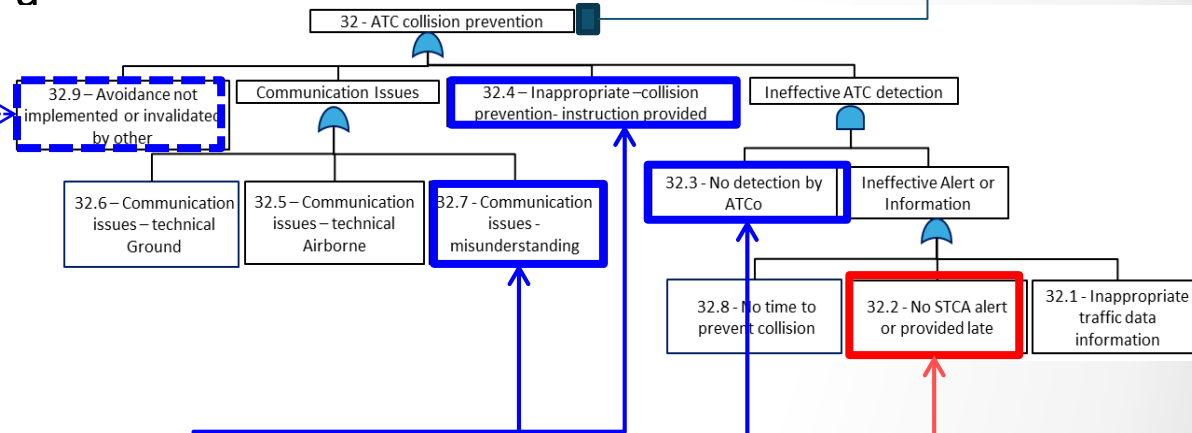 g
32 - ATC collision prevention
32.9 – Avoidance not
implemented or invalidated
by other
Communication Issues
32.4 – Inappropriate –collision
prevention- instruction provided
Ineffective ATC detection
32.6 – Communication
issues – technical
Ground
32.5 – Communication
issues – technical
Airborne
32.7 - Communication
issues -
misunderstanding
32.3 - No detection by
ATCo
Ineffective Alert or
Information
32.8 - No time to
prevent collision
32.2 - No STCA alert
or provided late
32.1 - Inappropriate
traffic data
information